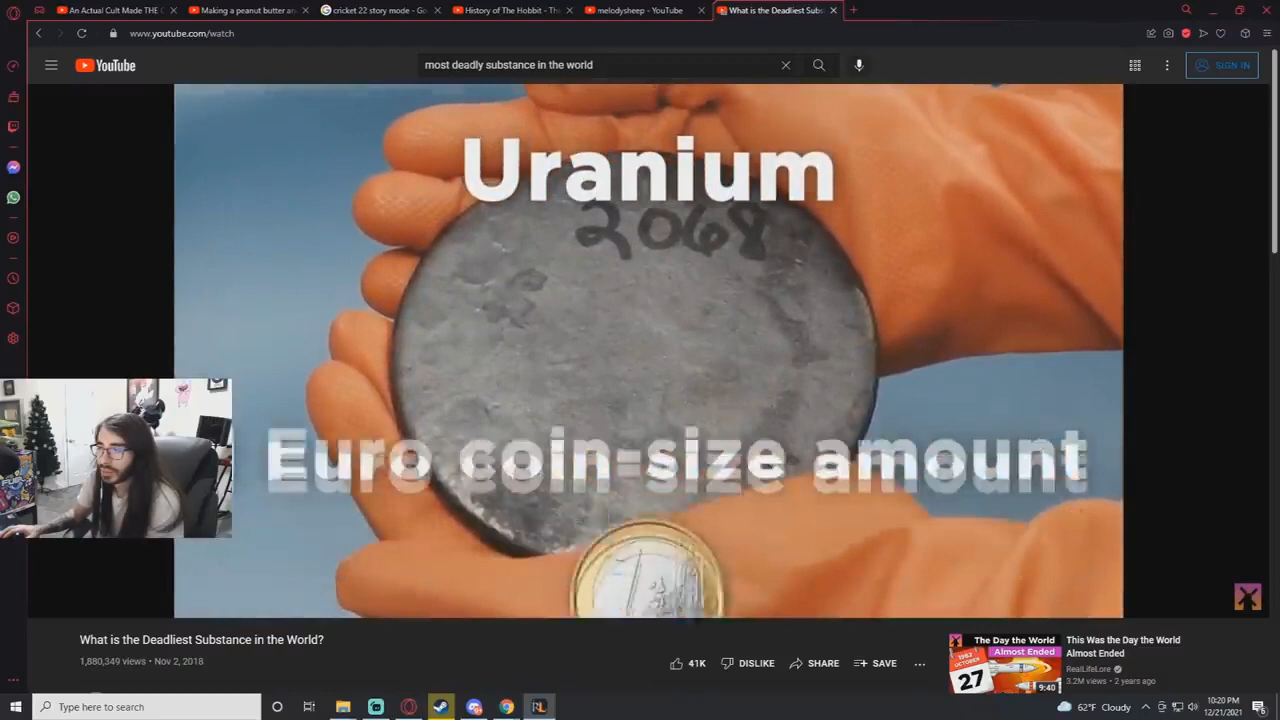 An Actual Cult Made THE
Making a peanut butter an
cricket 22 story mode - Go
History of The Hobbit - Th
melodysheep - YouTube
What is the Deadliest Subs
www.youtube.com/watch
YouTube
most deadly substance in the world
SIGN IN
Uranium
2068
Euro coin-size amount
What is the Deadliest Substance in the World?
1,880,349 views • Nov 2, 2018
41K
DISLIKE
SHARE
SAVE
The Day the World
Almost Ended
1962
OCTOBER
27
9:40
This Was the Day the World
Almost Ended
RealLifeLore
3.2M views • 2 years ago
Type here to search
62°F Cloudy
10:20 PM
12/21/2021
6